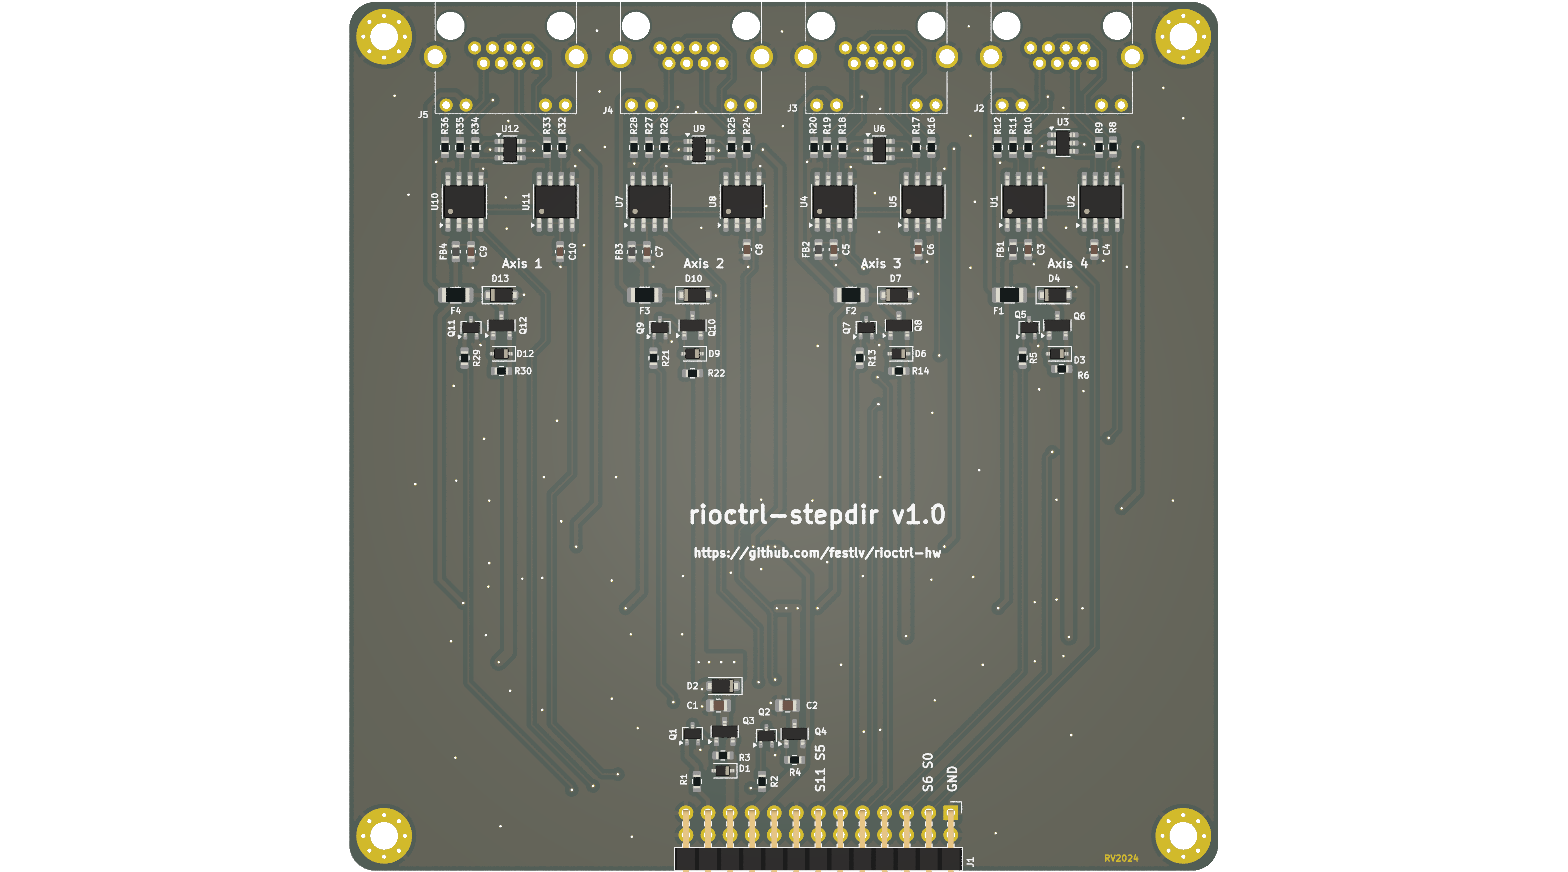 J5 J4 J3 J2
R36 R35 R34 U12 R33 R32 R28 R27 R26 U9 R25 R24 R20 R19 R18 U6 R17 R16 R12 R11 R10 U3 R9 R8
U10 U11 U7 U8 U4 U5 U1 U2
FB4 C9 C10 FB3 C7 C8 FB2 C5 C6 FB1 C3 C4
Axis 1 Axis 2 Axis 3 Axis 4
D13 D10 D7 D4
F4 F3 F2 F1
Q11 Q12 Q9 Q10 Q7 Q8 Q5 Q6
R29 D12 R21 D9 R13 D6 R5 D3
R30 R22 R14 R6
rioctrl-stepdir v1.0
https://github.com/festlv/rioctrl-hw
D2
C1 C2
Q1 Q3 Q2 Q4
R3
R1 D1 R2 R4
S11 S5 S6 S0 GND
J1
RV2024